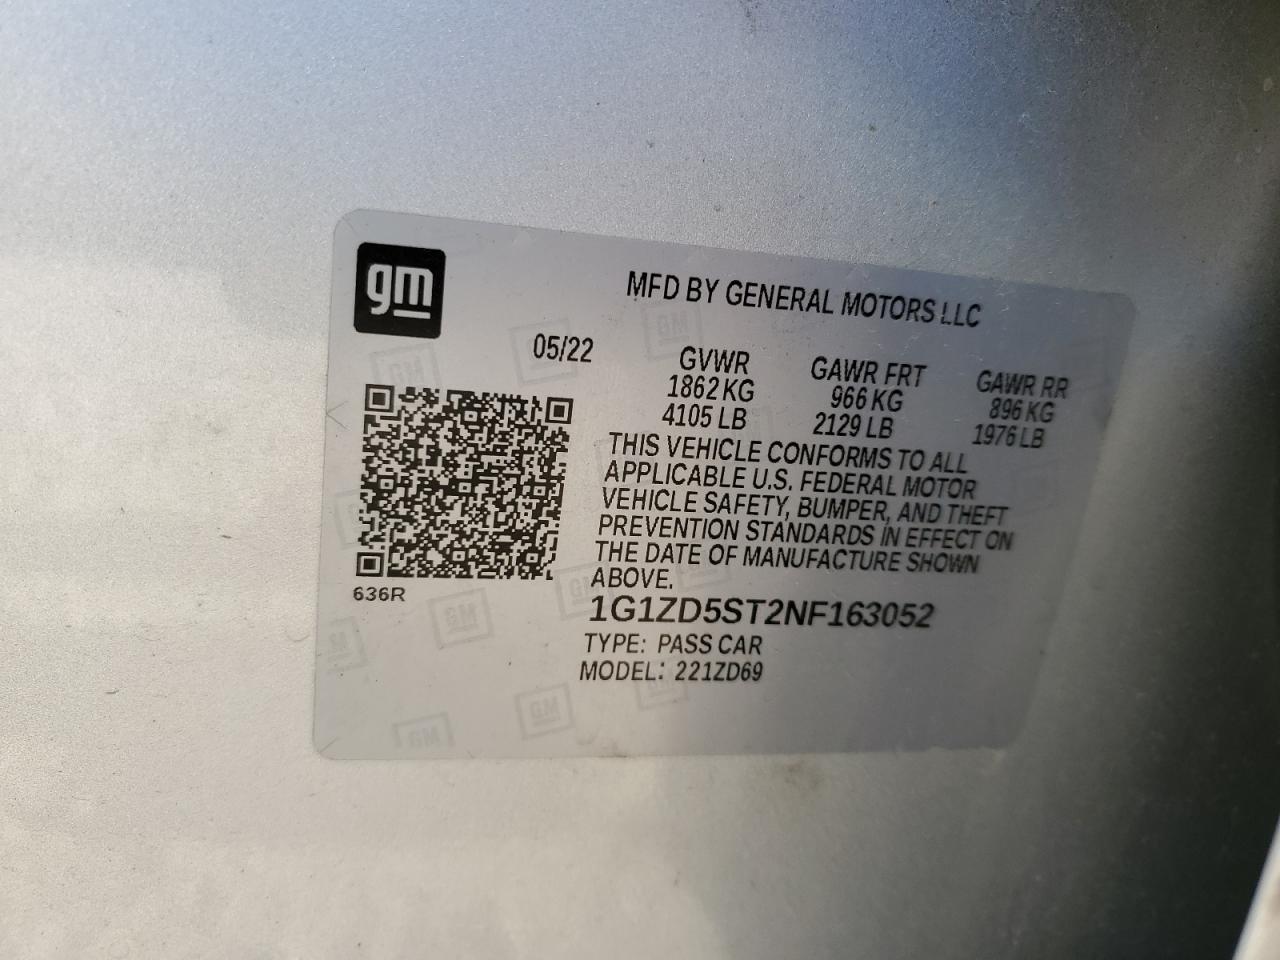 gm
MFD BY GENERAL MOTORS LLC
05/22
GVWR GAWR FRT GAWR RR
1862 KG 966 KG 896 KG
4105 LB 2129 LB 1976 LB
THIS VEHICLE CONFORMS TO ALL
APPLICABLE U.S. FEDERAL MOTOR
VEHICLE SAFETY, BUMPER, AND THEFT
PREVENTION STANDARDS IN EFFECT ON
THE DATE OF MANUFACTURE SHOWN
ABOVE.
636R
1G1ZD5ST2NF163052
TYPE: PASS CAR
MODEL: 221ZD69